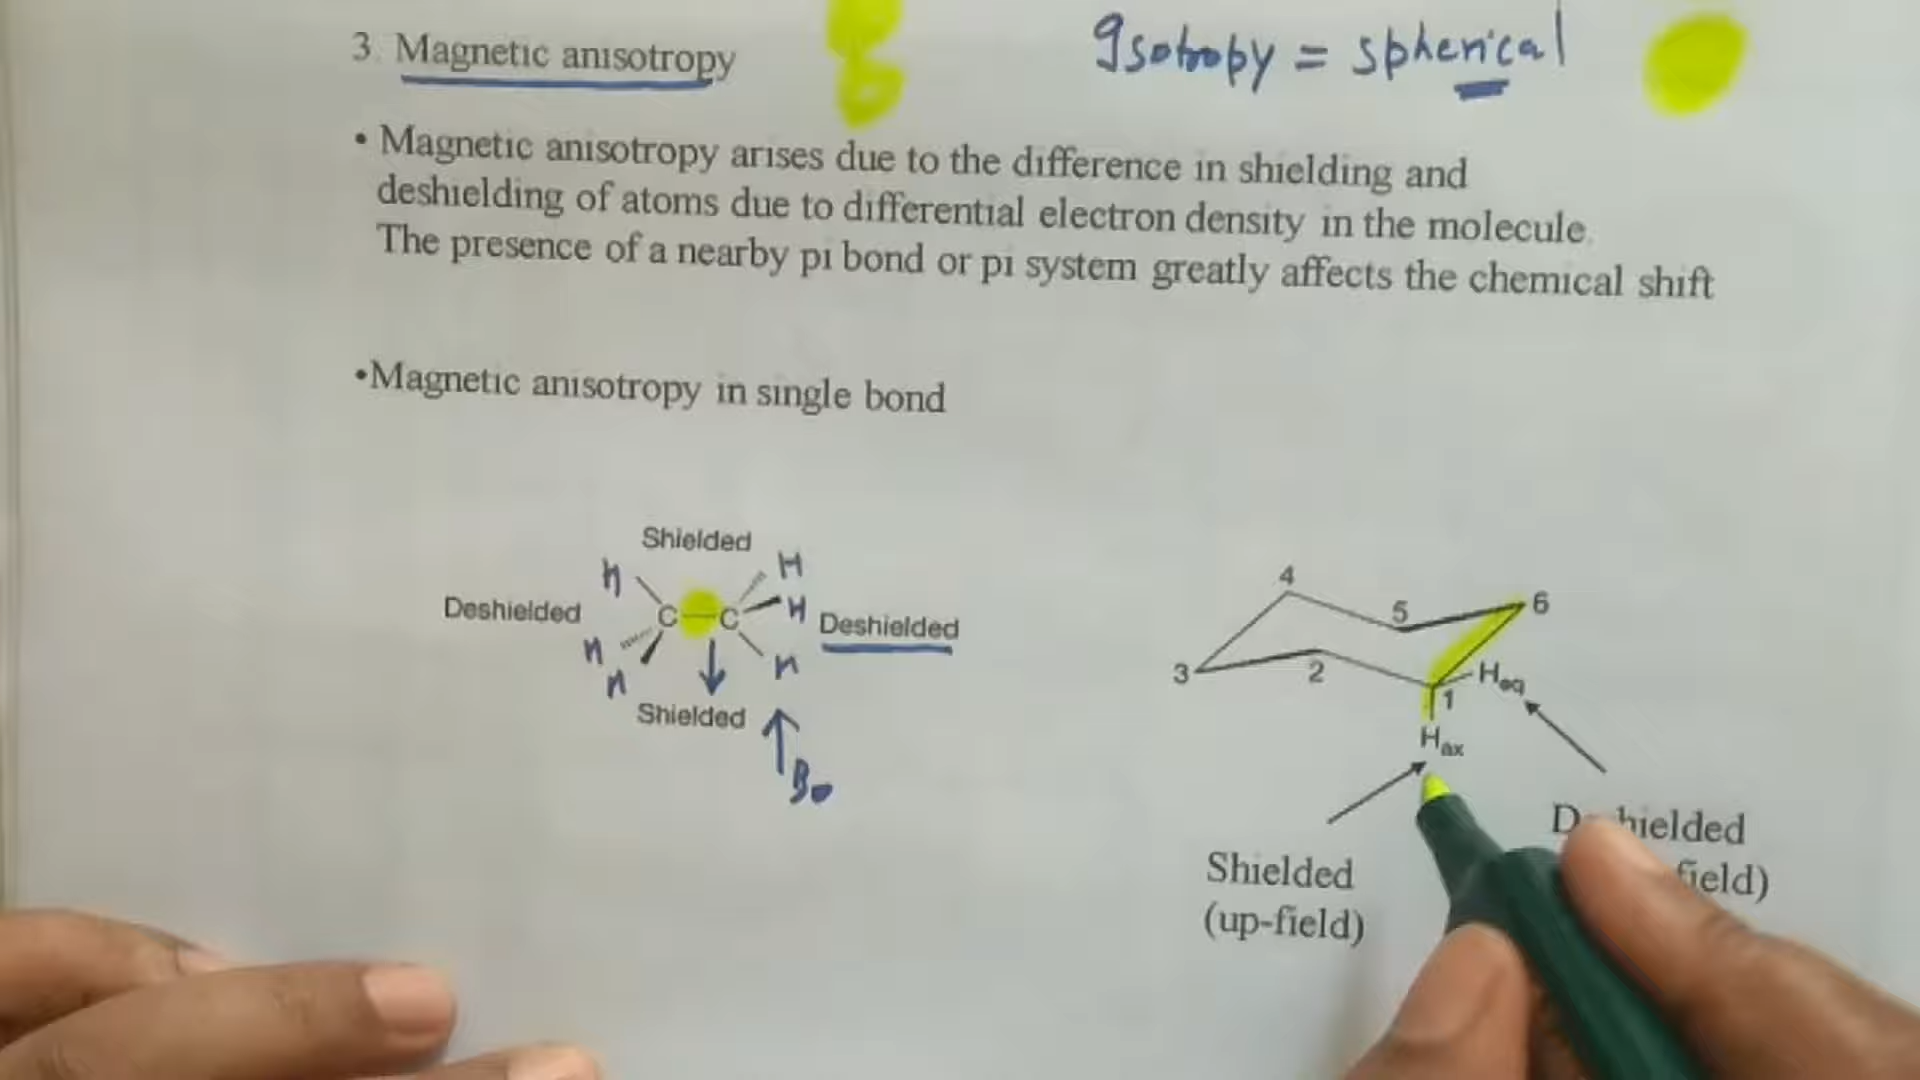 3. Magnetic anisotropy
Isotropy = spherical
• Magnetic anisotropy arises due to the difference in shielding and
deshielding of atoms due to differential electron density in the molecule.
The presence of a nearby pi bond or pi system greatly affects the chemical shift
•Magnetic anisotropy in single bond
Shielded
H H
Deshielded C C H Deshielded
H H
H
Shielded
B₀
4
5 6
3 2 1 Heq
Hax
Shielded
(up-field)
field)